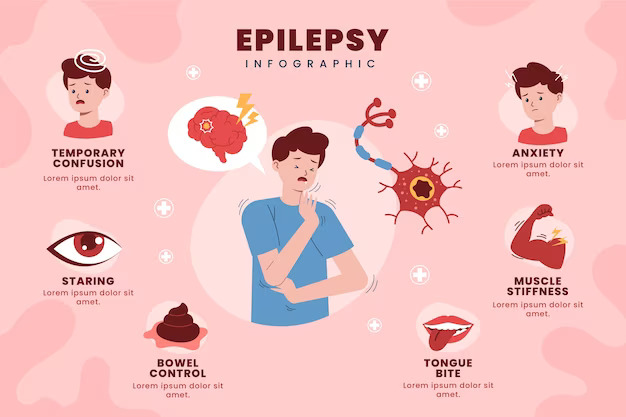 EPILEPSY
INFOGRAPHIC
TEMPORARY
CONFUSION
Lorem ipsum dolor sit
amet.
ANXIETY
Lorem ipsum dolor sit
amet.
STARING
Lorem ipsum dolor sit
amet.
MUSCLE
STIFFNESS
Lorem ipsum dolor sit
amet.
BOWEL
CONTROL
Lorem ipsum dolor sit
amet.
TONGUE
BITE
Lorem ipsum dolor sit
amet.